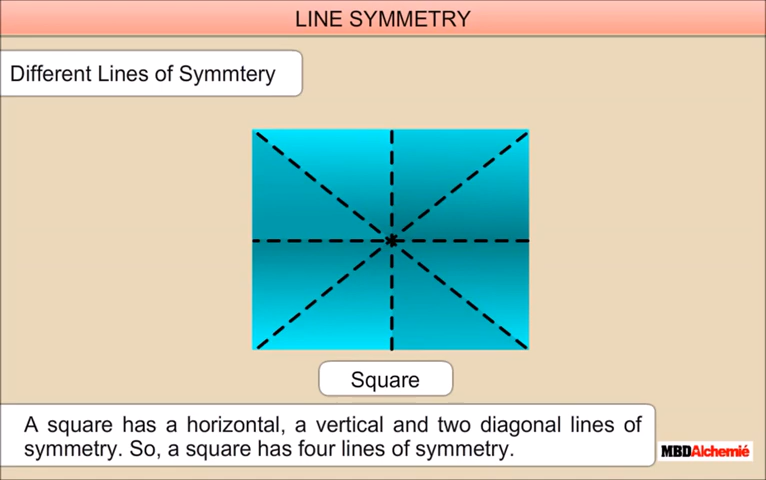 LINE SYMMETRY
Different Lines of Symmtery
Square
A square has a horizontal, a vertical and two diagonal lines of
symmetry. So, a square has four lines of symmetry.
MBDAlchemié